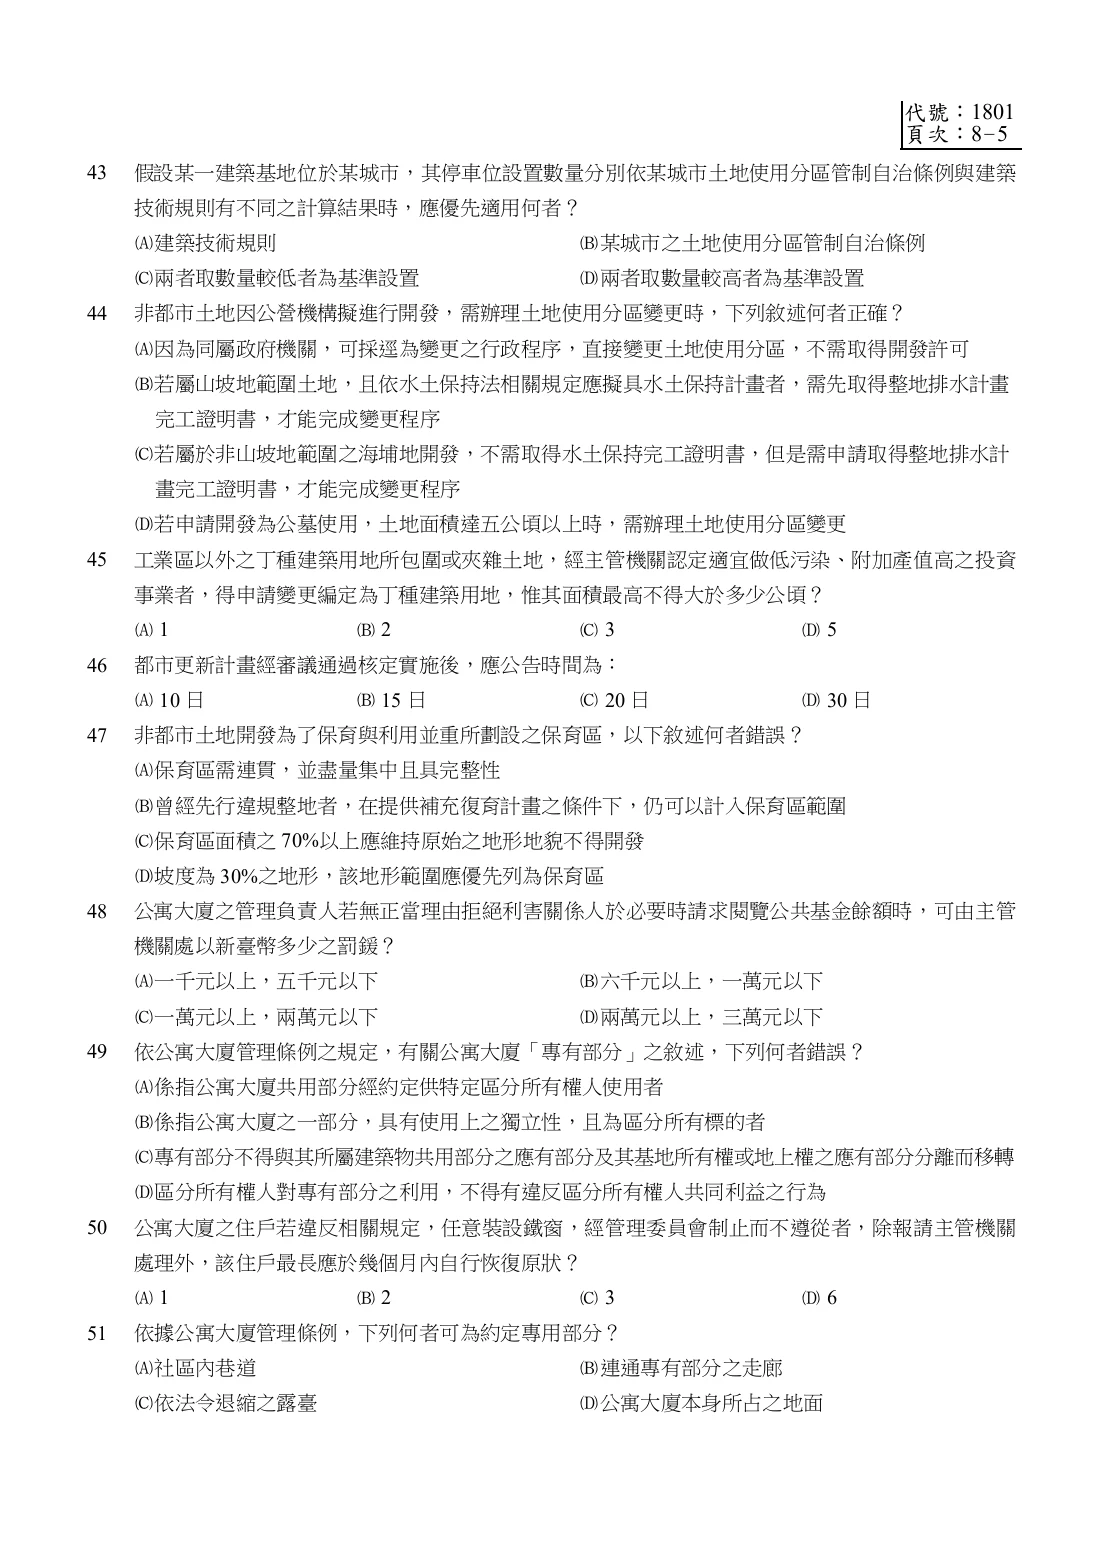 代號：1801
頁次：8－5
43 假設某一建築基地位於某城市，其停車位設置數量分別依某城市土地使用分區管制自治條例與建築
技術規則有不同之計算結果時，應優先適用何者？
(A)建築技術規則 (B)某城市之土地使用分區管制自治條例
(C)兩者取數量較低者為基準設置 (D)兩者取數量較高者為基準設置
44 非都市土地因公營機構擬進行開發，需辦理土地使用分區變更時，下列敘述何者正確？
(A)因為同屬政府機關，可採逕為變更之行政程序，直接變更土地使用分區，不需取得開發許可
(B)若屬山坡地範圍土地，且依水土保持法相關規定應擬具水土保持計畫者，需先取得整地排水計畫
完工證明書，才能完成變更程序
(C)若屬於非山坡地範圍之海埔地開發，不需取得水土保持完工證明書，但是需申請取得整地排水計
畫完工證明書，才能完成變更程序
(D)若申請開發為公墓使用，土地面積達五公頃以上時，需辦理土地使用分區變更
45 工業區以外之丁種建築用地所包圍或夾雜土地，經主管機關認定適宜做低污染、附加產值高之投資
事業者，得申請變更編定為丁種建築用地，惟其面積最高不得大於多少公頃？
(A) 1 (B) 2 (C) 3 (D) 5
46 都市更新計畫經審議通過核定實施後，應公告時間為：
(A) 10 日 (B) 15 日 (C) 20 日 (D) 30 日
47 非都市土地開發為了保育與利用並重所劃設之保育區，以下敘述何者錯誤？
(A)保育區需連貫，並盡量集中且具完整性
(B)曾經先行違規整地者，在提供補充復育計畫之條件下，仍可以計入保育區範圍
(C)保育區面積之 70%以上應維持原始之地形地貌不得開發
(D)坡度為 30%之地形，該地形範圍應優先列為保育區
48 公寓大廈之管理負責人若無正當理由拒絕利害關係人於必要時請求閱覽公共基金餘額時，可由主管
機關處以新臺幣多少之罰鍰？
(A)一千元以上，五千元以下 (B)六千元以上，一萬元以下
(C)一萬元以上，兩萬元以下 (D)兩萬元以上，三萬元以下
49 依公寓大廈管理條例之規定，有關公寓大廈「專有部分」之敘述，下列何者錯誤？
(A)係指公寓大廈共用部分經約定供特定區分所有權人使用者
(B)係指公寓大廈之一部分，具有使用上之獨立性，且為區分所有標的者
(C)專有部分不得與其所屬建築物共用部分之應有部分及其基地所有權或地上權之應有部分分離而移轉
(D)區分所有權人對專有部分之利用，不得有違反區分所有權人共同利益之行為
50 公寓大廈之住戶若違反相關規定，任意裝設鐵窗，經管理委員會制止而不遵從者，除報請主管機關
處理外，該住戶最長應於幾個月內自行恢復原狀？
(A) 1 (B) 2 (C) 3 (D) 6
51 依據公寓大廈管理條例，下列何者可為約定專用部分？
(A)社區內巷道 (B)連通專有部分之走廊
(C)依法令退縮之露臺 (D)公寓大廈本身所占之地面